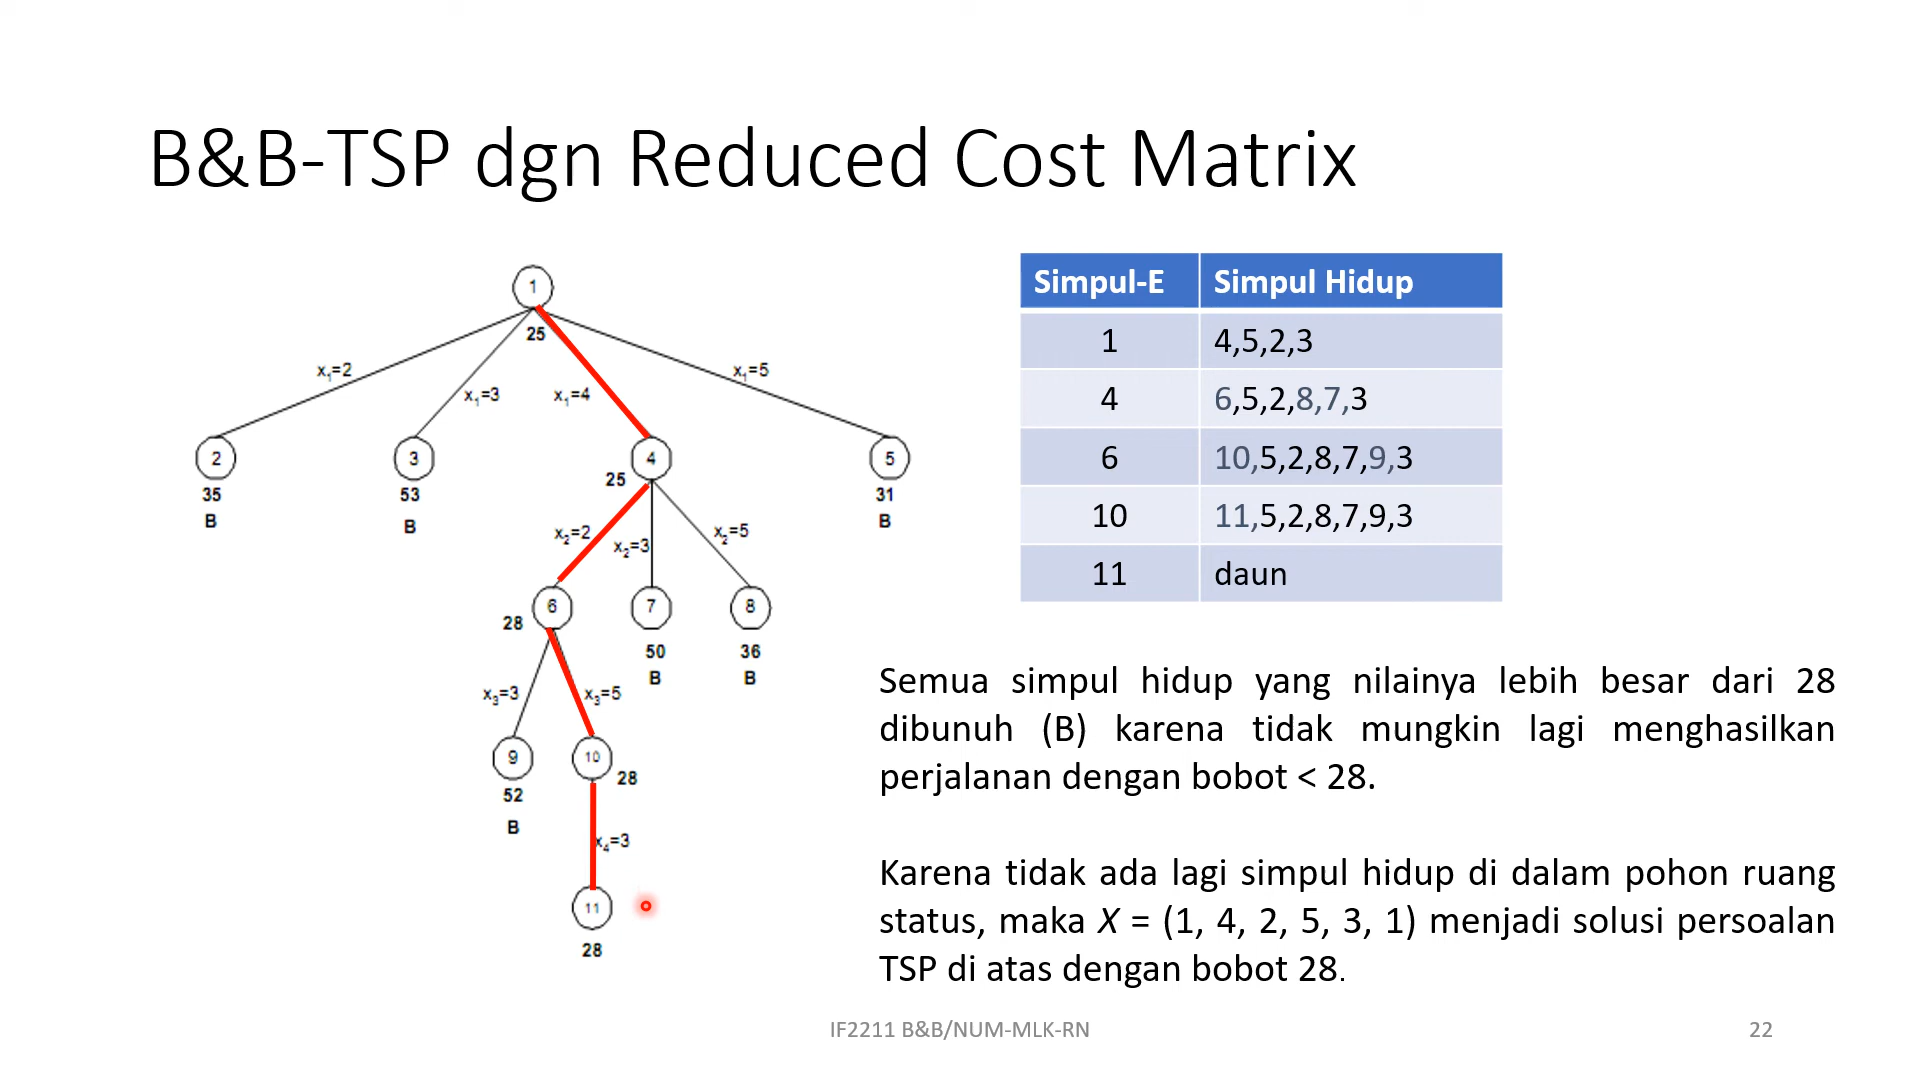 B&B-TSP dgn Reduced Cost Matrix
1
25
x₁=2
x₁=3
x₁=4
x₁=5
2
35
B
3
53
B
4
25
5
31
B
x₂=2
x₂=3
x₂=5
6
28
7
50
B
8
36
B
x₃=3
x₃=5
9
52
B
10
28
x₄=3
11
28
Simpul-E Simpul Hidup
1 4,5,2,3
4 6,5,2,8,7,3
6 10,5,2,8,7,9,3
10 11,5,2,8,7,9,3
11 daun
Semua simpul hidup yang nilainya lebih besar dari 28
dibunuh (B) karena tidak mungkin lagi menghasilkan
perjalanan dengan bobot < 28.
Karena tidak ada lagi simpul hidup di dalam pohon ruang
status, maka X = (1, 4, 2, 5, 3, 1) menjadi solusi persoalan
TSP di atas dengan bobot 28.
IF2211 B&B/NUM-MLK-RN
22